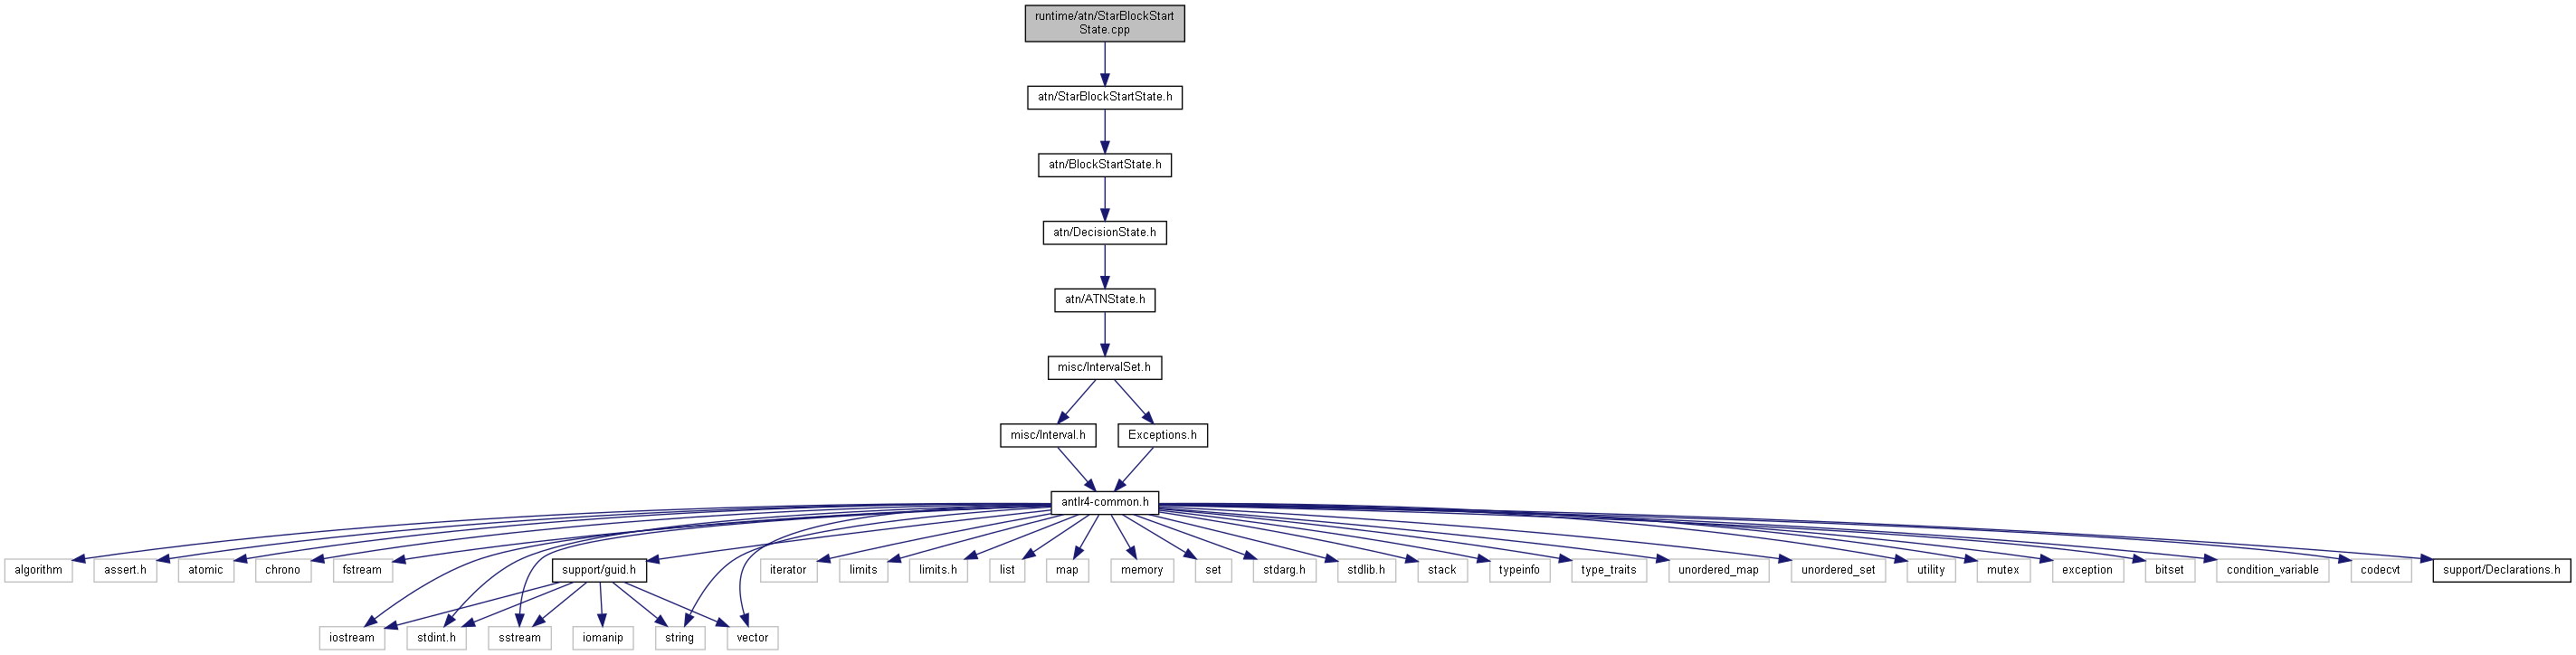 runtime/atn/StarBlockStart
State.cpp
atn/StarBlockStartState.h
atn/BlockStartState.h
atn/DecisionState.h
atn/ATNState.h
misc/IntervalSet.h
misc/Interval.h
Exceptions.h
antlr4-common.h
algorithm
assert.h
atomic
chrono
fstream
support/guid.h
iterator
limits
limits.h
list
map
memory
set
stdarg.h
stdlib.h
stack
typeinfo
type_traits
unordered_map
unordered_set
utility
mutex
exception
bitset
condition_variable
codecvt
support/Declarations.h
iostream
stdint.h
sstream
iomanip
string
vector